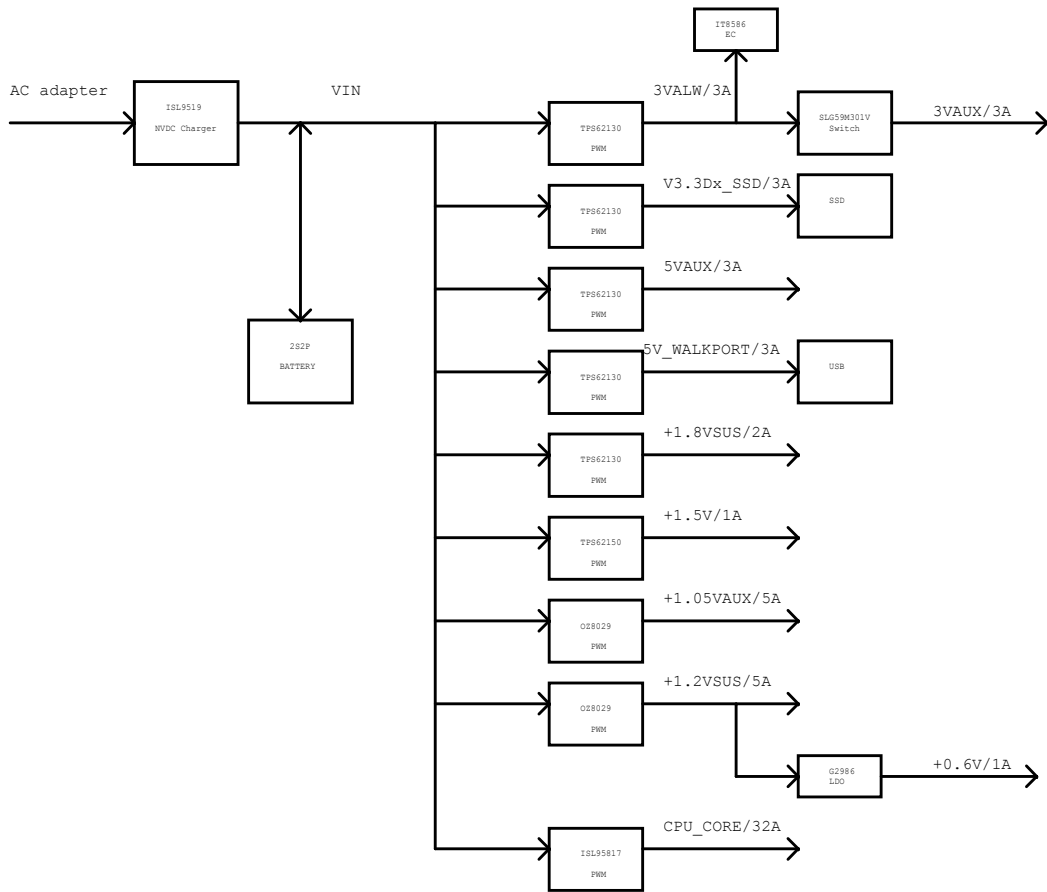 IT8586
EC
AC adapter
ISL9519
NVDC Charger
VIN
TPS62130
PWM
3VALW/3A
SLG59M301V
Switch
3VAUX/3A
TPS62130
PWM
V3.3Dx_SSD/3A
SSD
TPS62130
PWM
5VAUX/3A
2S2P
BATTERY
TPS62130
PWM
5V_WALKPORT/3A
USB
TPS62130
PWM
+1.8VSUS/2A
TPS62150
PWM
+1.5V/1A
OZ8029
PWM
+1.05VAUX/5A
OZ8029
PWM
+1.2VSUS/5A
G2986
LDO
+0.6V/1A
ISL95817
PWM
CPU_CORE/32A